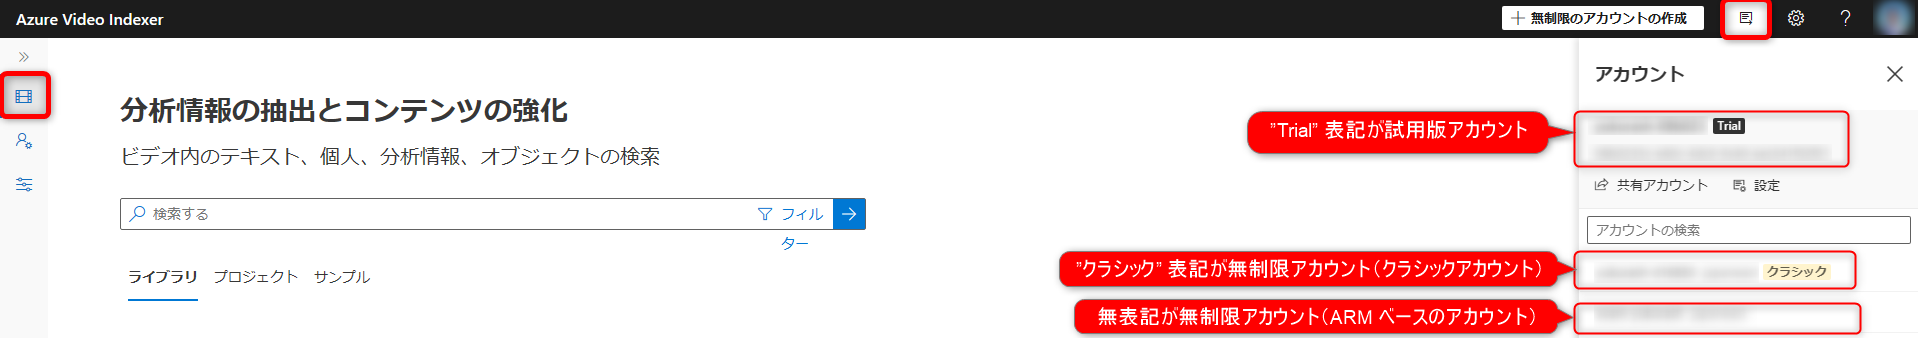 Azure Video Indexer
無制限のアカウントの作成
?
アカウント
分析情報の抽出とコンテンツの強化
"Trial" 表記が試用版アカウント
Trial
ビデオ内のテキスト、個人、分析情報、オブジェクトの検索
共有アカウント 設定
検索する
フィル
ター
アカウントの検索
ライブラリ プロジェクト サンプル
"クラシック" 表記が無制限アカウント(クラシックアカウント)
クラシック
無表記が無制限アカウント(ARM ベースのアカウント)